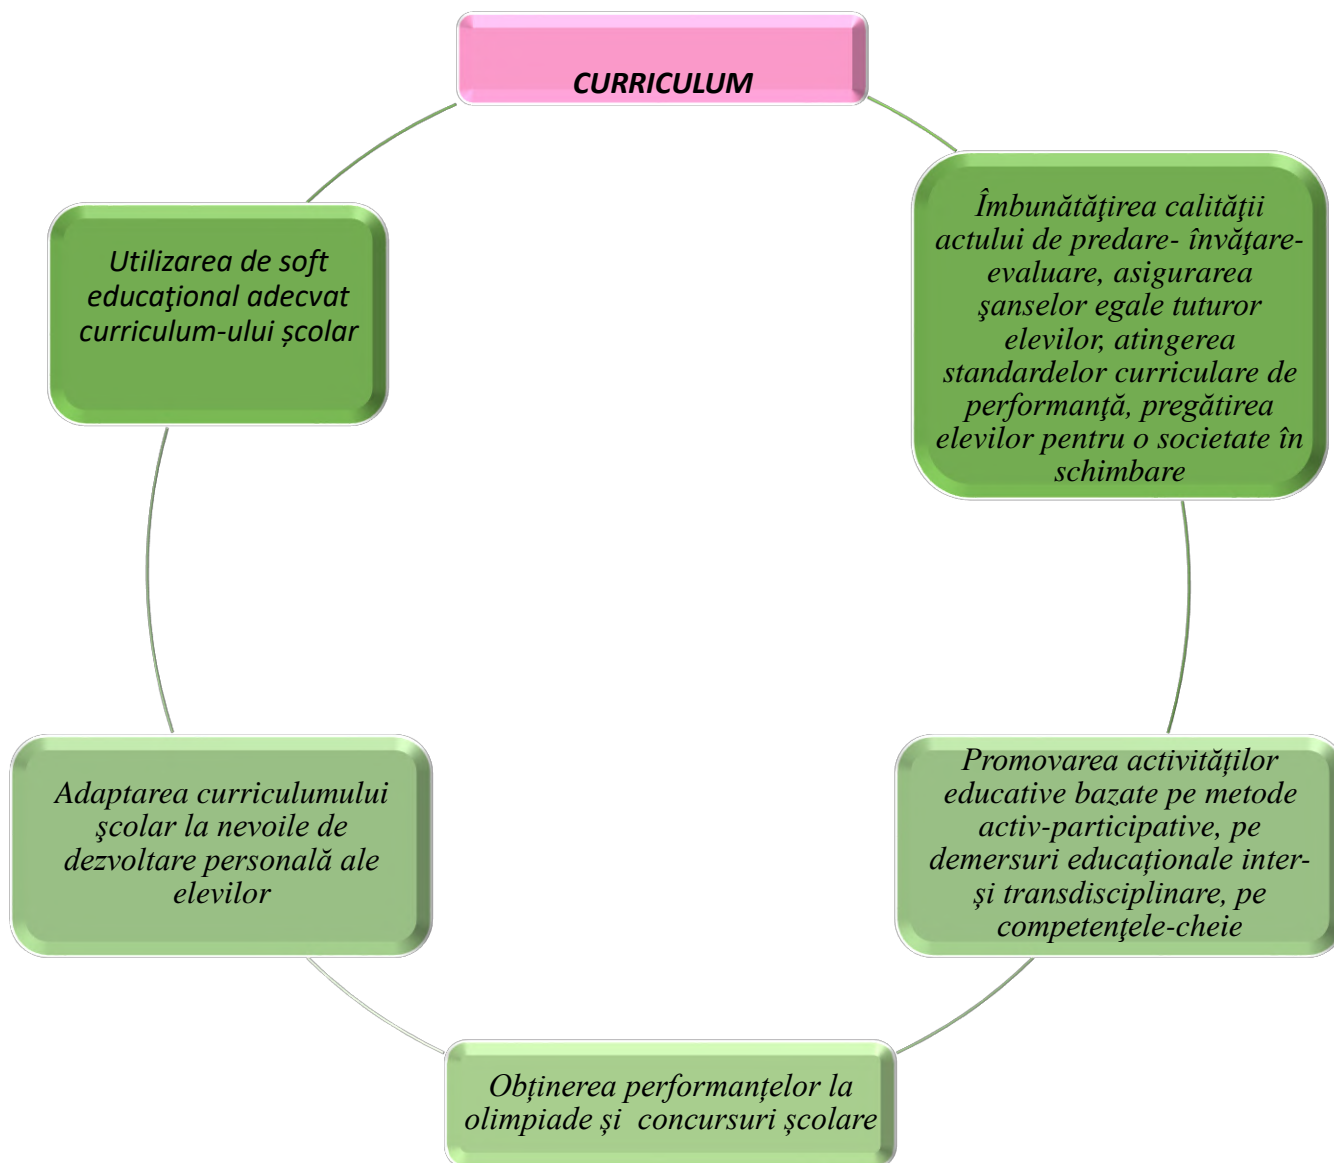 CURRICULUM
Îmbunătăţirea calităţii
actului de predare- învăţare-
evaluare, asigurarea
şanselor egale tuturor
elevilor, atingerea
standardelor curriculare de
performanţă, pregătirea
elevilor pentru o societate în
schimbare
Promovarea activităților
educative bazate pe metode
activ-participative, pe
demersuri educaționale inter-
și transdisciplinare, pe
competenţele-cheie
Obținerea performanțelor la
olimpiade și  concursuri școlare
Adaptarea curriculumului
şcolar la nevoile de
dezvoltare personală ale
elevilor
Utilizarea de soft
educaţional adecvat
curriculum-ului școlar